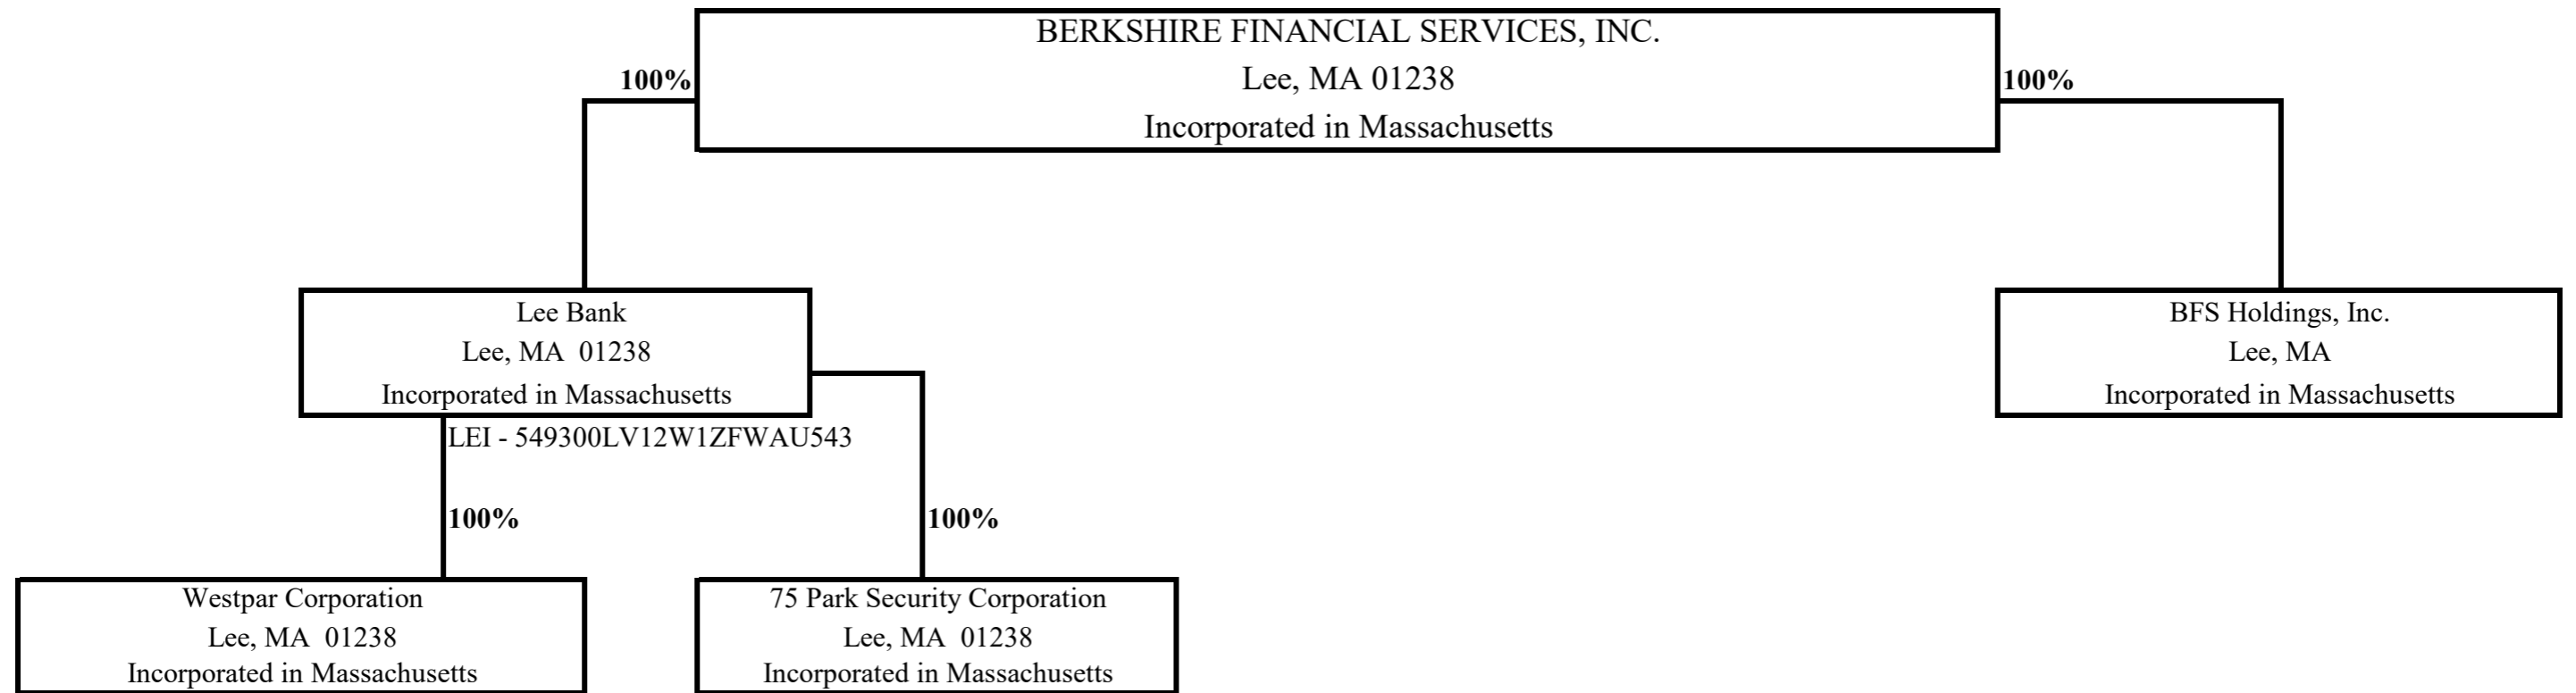 BERKSHIRE FINANCIAL SERVICES, INC.
Lee, MA 01238
Incorporated in Massachusetts
100%
100%
Lee Bank
Lee, MA  01238
Incorporated in Massachusetts
LEI - 549300LV12W1ZFWAU543
BFS Holdings, Inc.
Lee, MA
Incorporated in Massachusetts
100%
100%
Westpar Corporation
Lee, MA  01238
Incorporated in Massachusetts
75 Park Security Corporation
Lee, MA  01238
Incorporated in Massachusetts